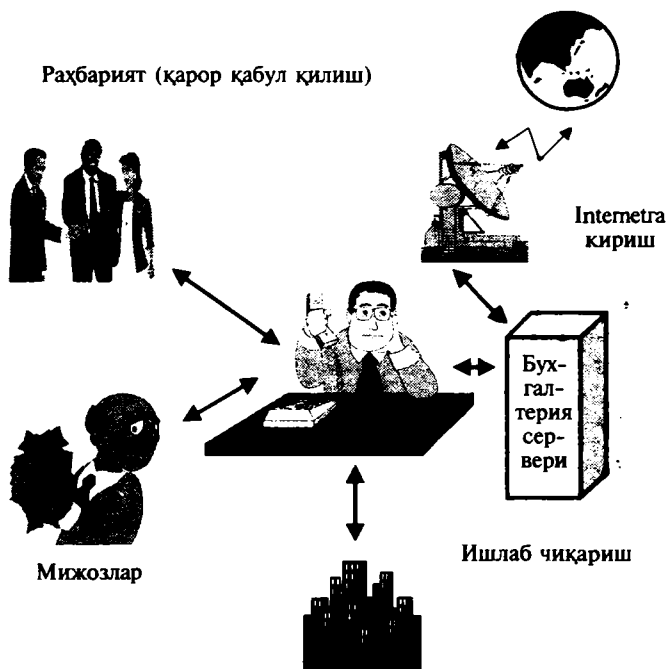 Раҳбарият (қарор қабул қилиш)
Internetга
кириш
Бух-
гал-
терия
сер-
вери
Ишлаб чиқариш
Мижозлар